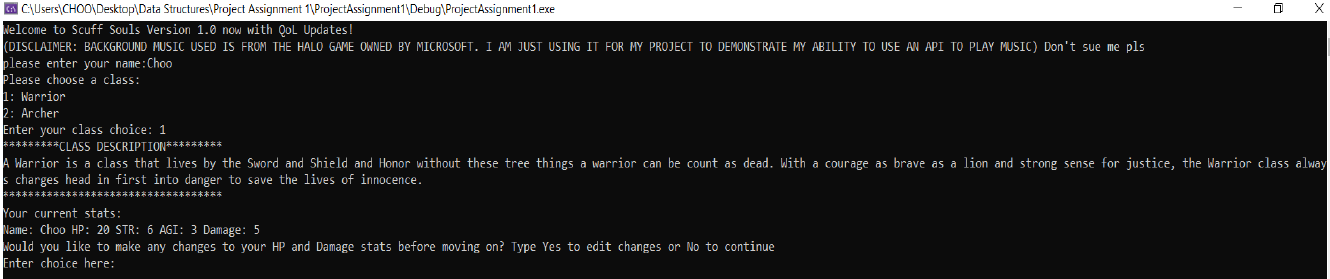 C:\Users\CHOO\Desktop\Data Structures\Project Assignment 1\ProjectAssignment1\Debug\ProjectAssignment1.exe
Welcome to Scuff Souls Version 1.0 now with QoL Updates!
(DISCLAIMER: BACKGROUND MUSIC USED IS FROM THE HALO GAME OWNED BY MICROSOFT. I AM JUST USING IT FOR MY PROJECT TO DEMONSTRATE MY ABILITY TO USE AN API TO PLAY MUSIC) Don't sue me pls
please enter your name:Choo
Please choose a class:
1: Warrior
2: Archer
Enter your class choice: 1
*********CLASS DESCRIPTION*********
A Warrior is a class that lives by the Sword and Shield and Honor without these tree things a warrior can be count as dead. With a courage as brave as a lion and strong sense for justice, the Warrior class alway
s charges head in first into danger to save the lives of innocence.
***********************************
Your current stats:
Name: Choo HP: 20 STR: 6 AGI: 3 Damage: 5
Would you like to make any changes to your HP and Damage stats before moving on? Type Yes to edit changes or No to continue
Enter choice here: